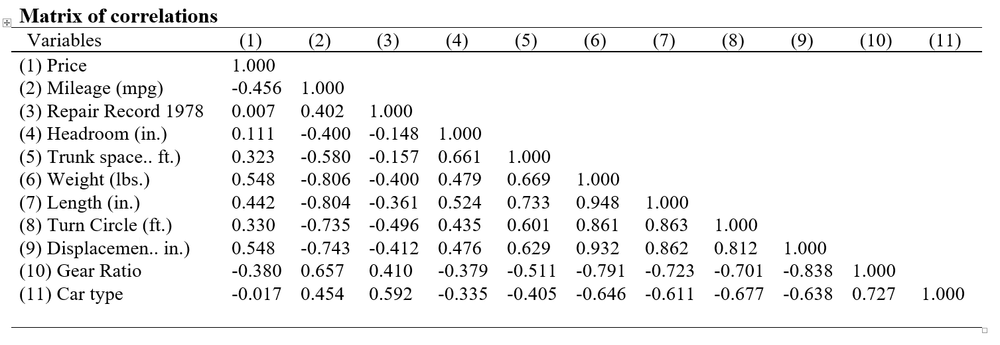 Matrix of correlations
Variables (1) (2) (3) (4) (5) (6) (7) (8) (9) (10) (11)
(1) Price 1.000
(2) Mileage (mpg) -0.456 1.000
(3) Repair Record 1978 0.007 0.402 1.000
(4) Headroom (in.) 0.111 -0.400 -0.148 1.000
(5) Trunk space.. ft.) 0.323 -0.580 -0.157 0.661 1.000
(6) Weight (lbs.) 0.548 -0.806 -0.400 0.479 0.669 1.000
(7) Length (in.) 0.442 -0.804 -0.361 0.524 0.733 0.948 1.000
(8) Turn Circle (ft.) 0.330 -0.735 -0.496 0.435 0.601 0.861 0.863 1.000
(9) Displacemen.. in.) 0.548 -0.743 -0.412 0.476 0.629 0.932 0.862 0.812 1.000
(10) Gear Ratio -0.380 0.657 0.410 -0.379 -0.511 -0.791 -0.723 -0.701 -0.838 1.000
(11) Car type -0.017 0.454 0.592 -0.335 -0.405 -0.646 -0.611 -0.677 -0.638 0.727 1.000